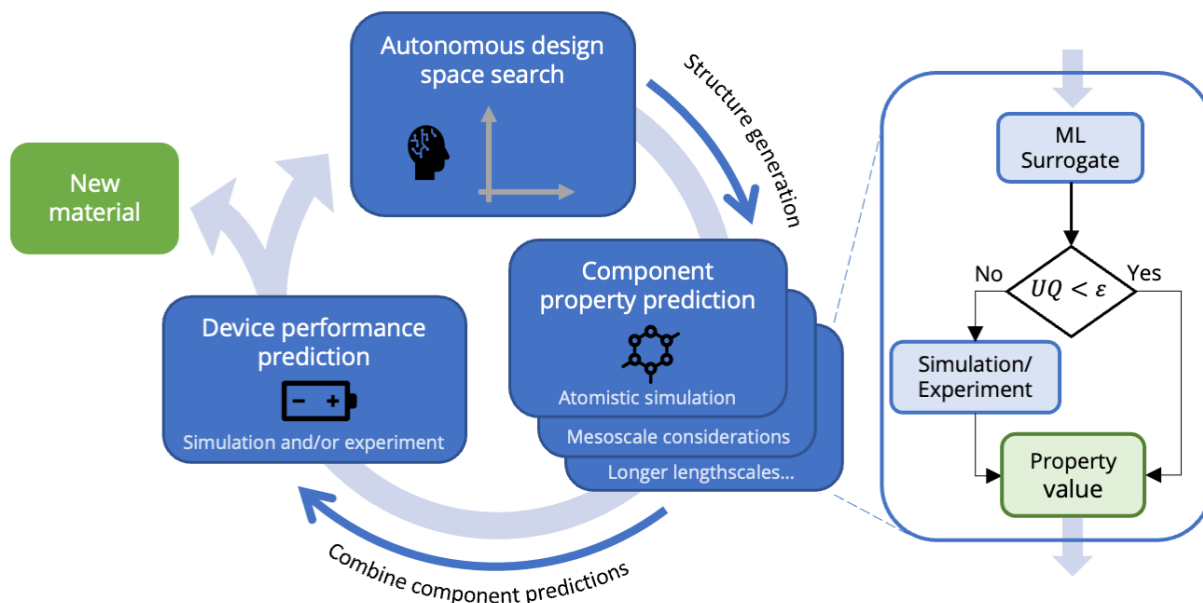 Autonomous design
space search
Structure generation
New
material
Component
property prediction
Atomistic simulation
Mesoscale considerations
Longer lengthscales...
Device performance
prediction
- +
Simulation and/or experiment
Combine component predictions
ML
Surrogate
No
UQ < ε
Yes
Simulation/
Experiment
Property
value